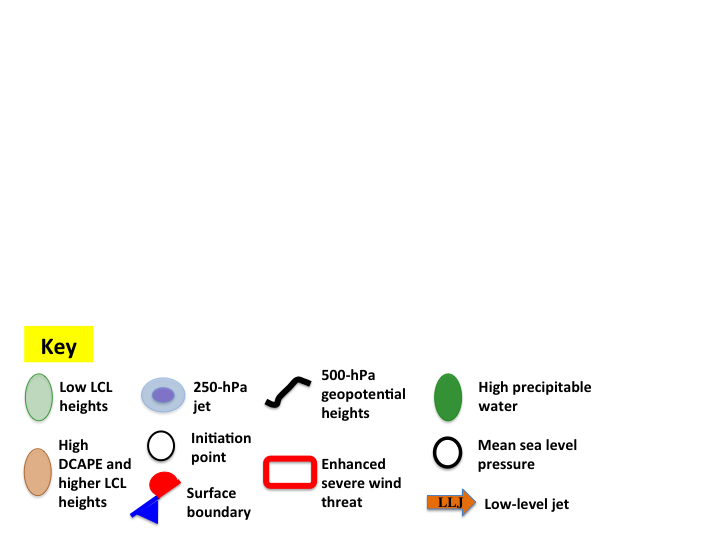 Key
Low LCL
heights
250-hPa
jet
500-hPa
geopotential
heights
High precipitable
water
High
DCAPE and
higher LCL
heights
Initiation
point
Surface
boundary
Enhanced
severe wind
threat
Mean sea level
pressure
LLJ
Low-level jet